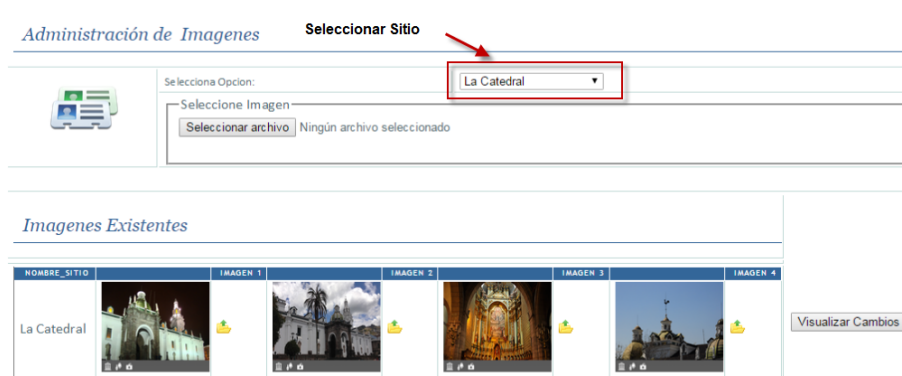 Administración de Imagenes
Seleccionar Sitio
Selecciona Opcion:
La Catedral
Seleccione Imagen
Seleccionar archivo Ningún archivo seleccionado
Imagenes Existentes
NOMBRE_SITIO IMAGEN 1 IMAGEN 2 IMAGEN 3 IMAGEN 4
La Catedral
Visualizar Cambios